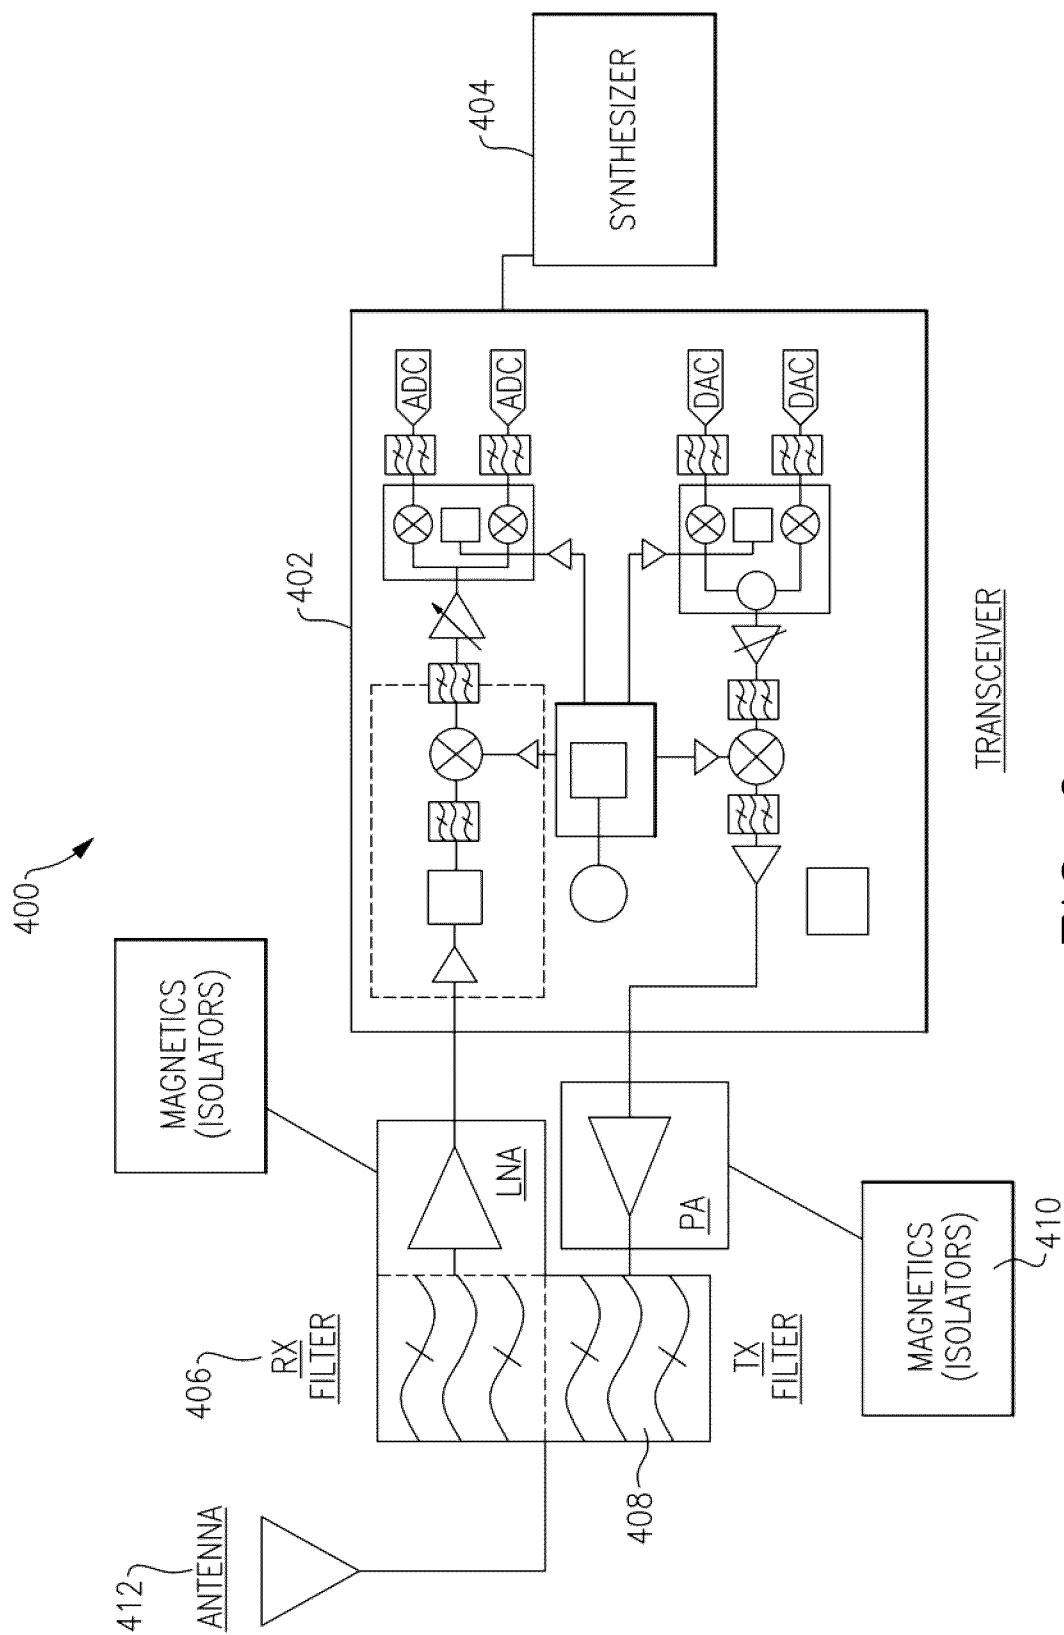 400
412
ANTENNA
406
RX
FILTER
408
TX
FILTER
MAGNETICS
(ISOLATORS)
LNA
PA
MAGNETICS
(ISOLATORS)
410
402
ADC
ADC
DAC
DAC
TRANSCEIVER
404
SYNTHESIZER